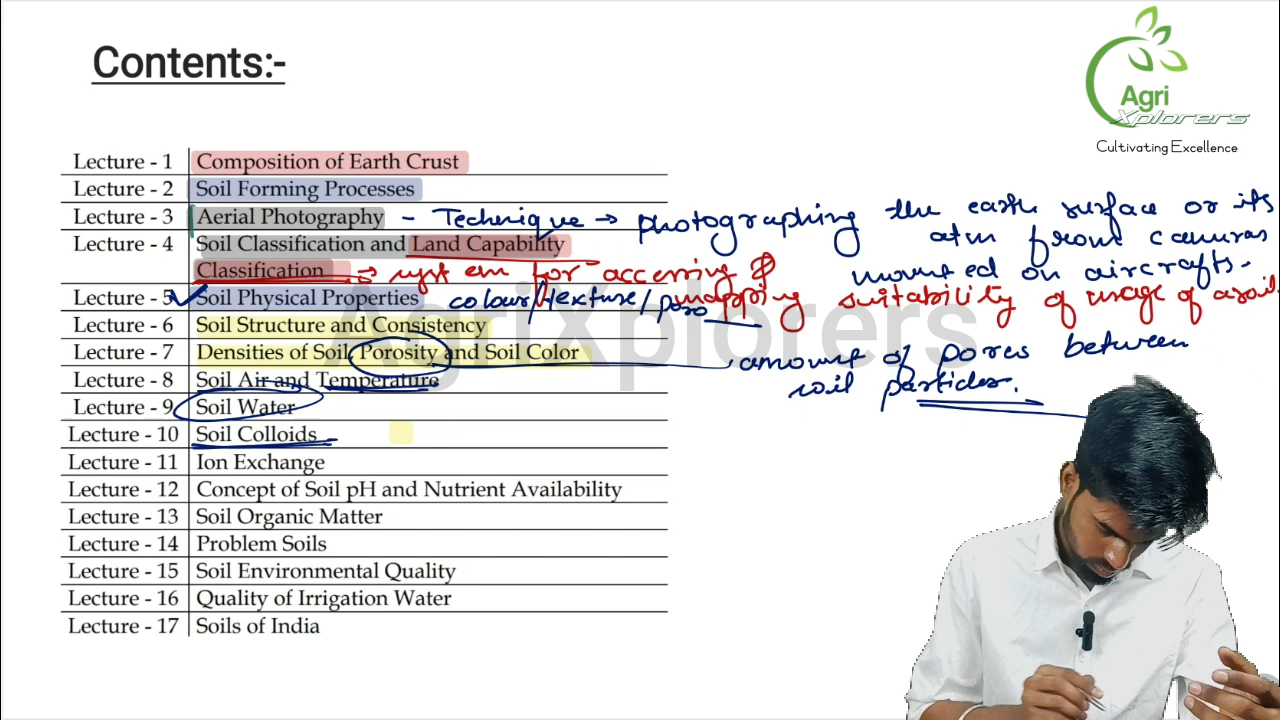 Contents:-
Agri
Xplorers
Cultivating Excellence
Lecture - 1 Composition of Earth Crust
Lecture - 2 Soil Forming Processes
Lecture - 3 Aerial Photography - Technique → photographing the earth surface or its
atm from cameras
mounted on aircrafts.
Lecture - 4 Soil Classification and Land Capability
Classification → system for accessing &
mapping suitability of usage of a soil.
Lecture - 5 Soil Physical Properties colour/texture/poro
AgriXplorers
Lecture - 6 Soil Structure and Consistency
Lecture - 7 Densities of Soil, Porosity and Soil Color amount of pores between
soil particles.
Lecture - 8 Soil Air and Temperature
Lecture - 9 Soil Water
Lecture - 10 Soil Colloids
Lecture - 11 Ion Exchange
Lecture - 12 Concept of Soil pH and Nutrient Availability
Lecture - 13 Soil Organic Matter
Lecture - 14 Problem Soils
Lecture - 15 Soil Environmental Quality
Lecture - 16 Quality of Irrigation Water
Lecture - 17 Soils of India